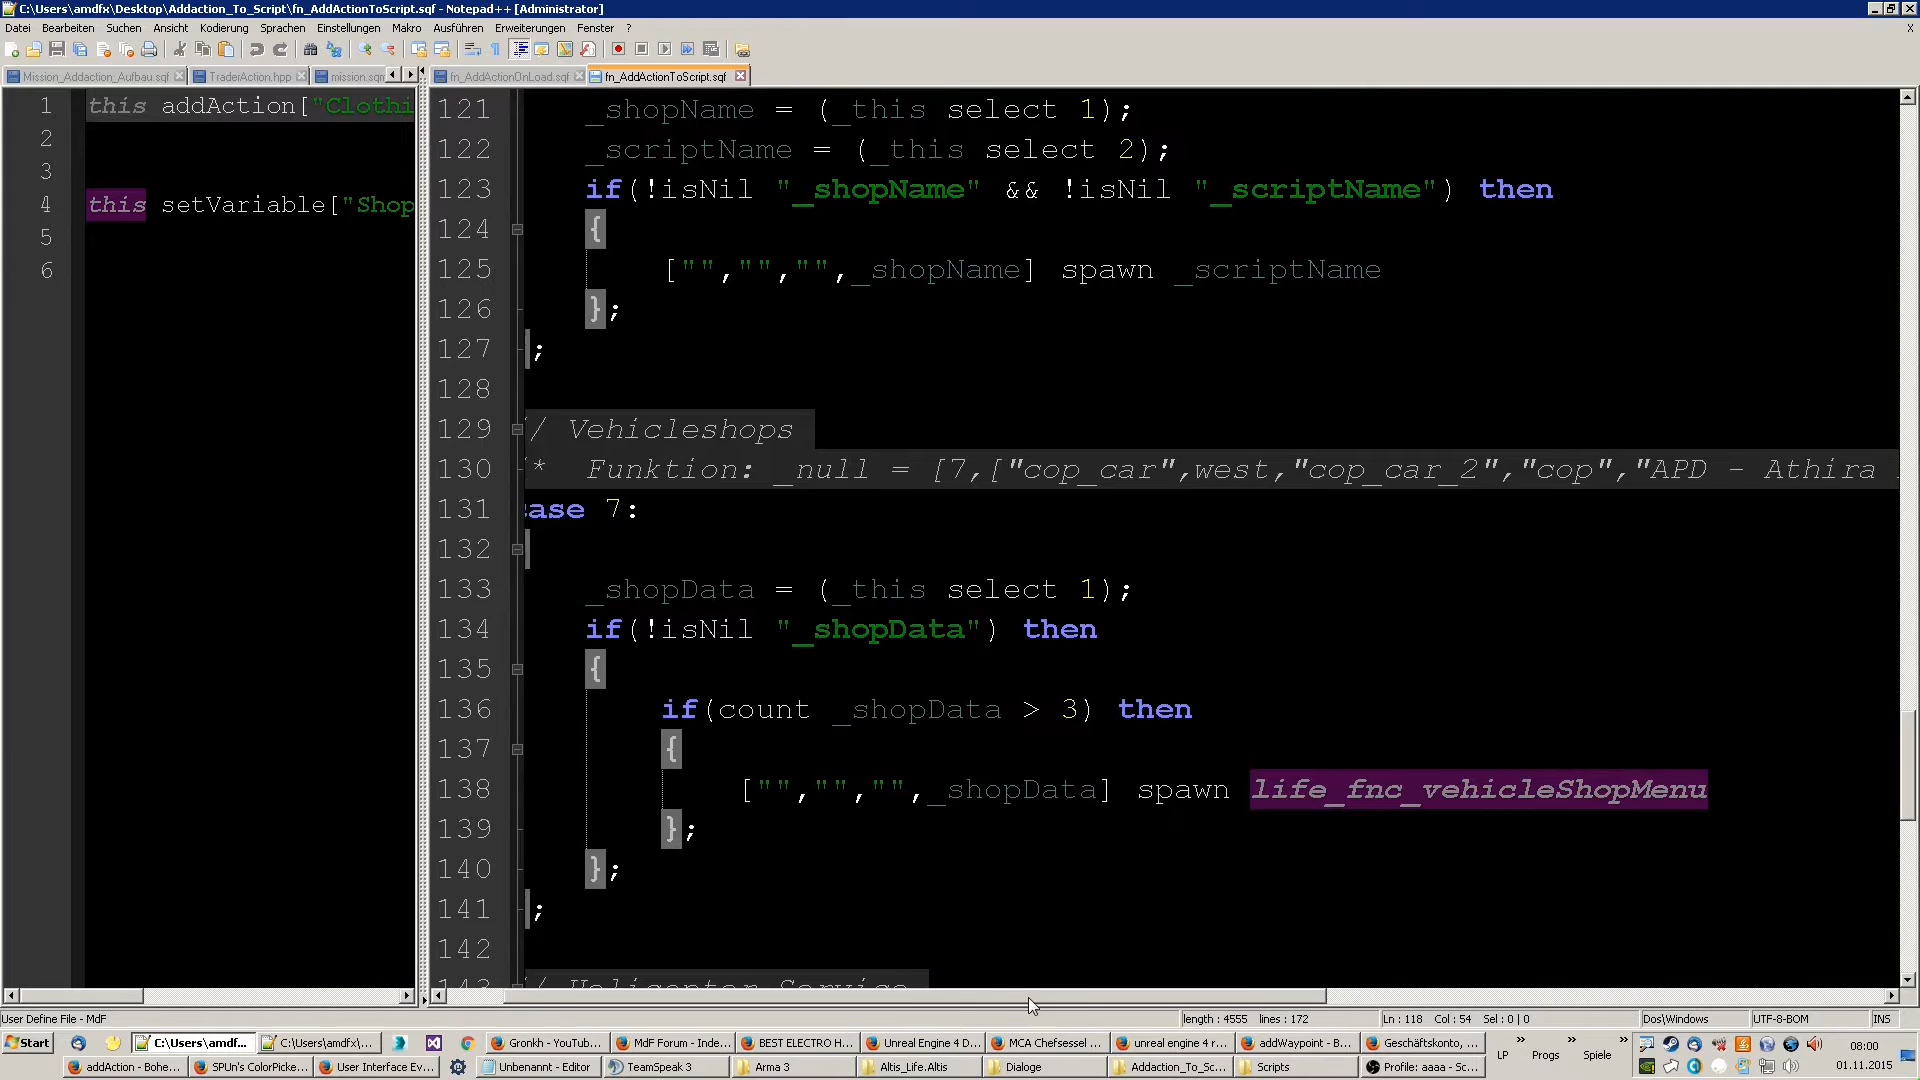 C:\Users\amdfx\Desktop\Addaction_To_Script\fn_AddActionToScript.sqf - Notepad++ [Administrator]
Datei Bearbeiten Suchen Ansicht Kodierung Sprachen Einstellungen Makro Ausführen Erweiterungen Fenster ? X
Mission_Addaction_Aufbau.sqf TraderAction.hpp mission.sqm fn_AddActionOnLoad.sqf fn_AddActionToScript.sqf
1 this addAction["Clothi
2
3
4 this setVariable["Shop
5
6
121 _shopName = (_this select 1);
122 _scriptName = (_this select 2);
123 if(!isNil "_shopName" && !isNil "_scriptName") then
124 {
125 ["","","",_shopName] spawn _scriptName
126 };
127 ;
128
129 / Vehicleshops
130 * Funktion: _null = [7,["cop_car",west,"cop_car_2","cop","APD - Athira
131 case 7:
132
133 _shopData = (_this select 1);
134 if(!isNil "_shopData") then
135 {
136 if(count _shopData > 3) then
137 {
138 ["","","",_shopData] spawn life_fnc_vehicleShopMenu
139 };
140 };
141 ;
142
143 / Helicopter Service
User Define File - MdF length : 4555 lines : 172 Ln : 118 Col : 54 Sel : 0 | 0 Dos\Windows UTF-8-BOM INS
Start C:\Users\amdf... C:\Users\amdfx\... Gronkh - YouTub... MdF Forum - Inde... BEST ELECTRO H... Unreal Engine 4 D... MCA Chefsessel ... unreal engine 4 r... addWaypoint - B... Geschäftskonto, ... LP Progs Spiele 08:00
addAction - Bohe... SPUn's ColorPicke... User Interface Ev... Unbenannt - Editor TeamSpeak 3 Arma 3 Altis_Life.Altis Dialoge Addaction_To_Sc... Scripts Profile: aaaa - Sc... 01.11.2015